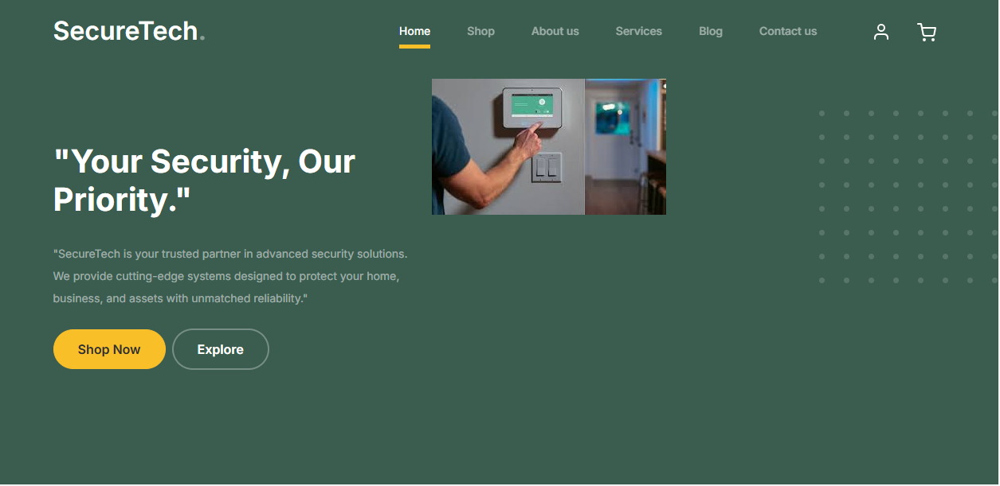 SecureTech.
Home Shop About us Services Blog Contact us
"Your Security, Our
Priority."
"SecureTech is your trusted partner in advanced security solutions.
We provide cutting-edge systems designed to protect your home,
business, and assets with unmatched reliability."
Shop Now Explore